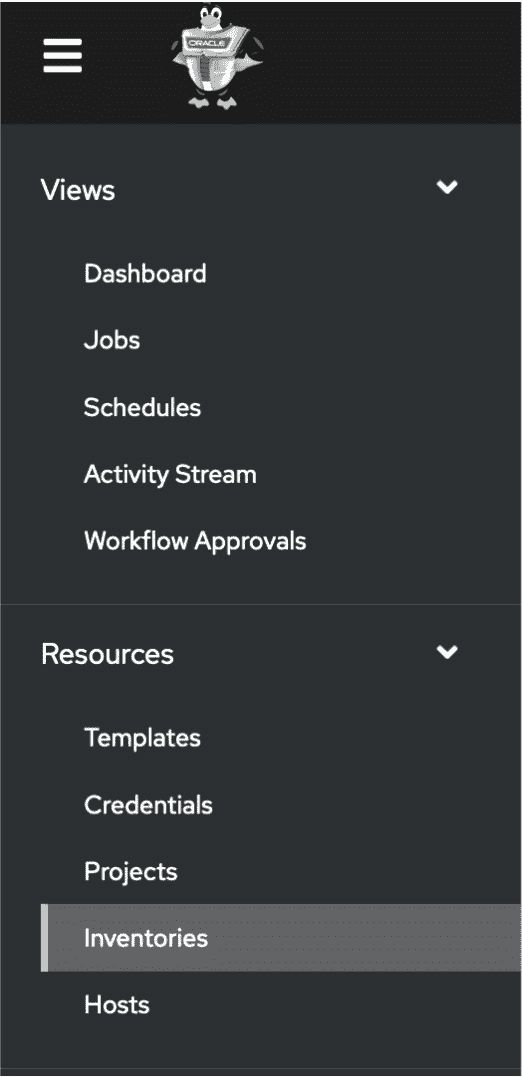 ORACLE
Views
Dashboard
Jobs
Schedules
Activity Stream
Workflow Approvals
Resources
Templates
Credentials
Projects
Inventories
Hosts